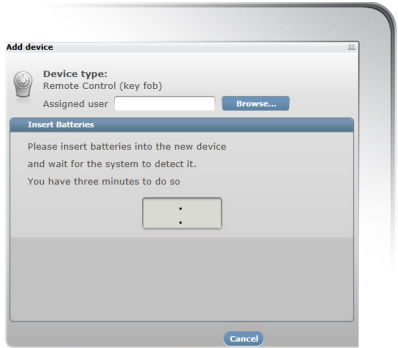 Add device
Device type:
Remote Control (key fob)
Assigned user
Browse...
Insert Batteries
Please insert batteries into the new device
and wait for the system to detect it.
You have three minutes to do so
:
Cancel